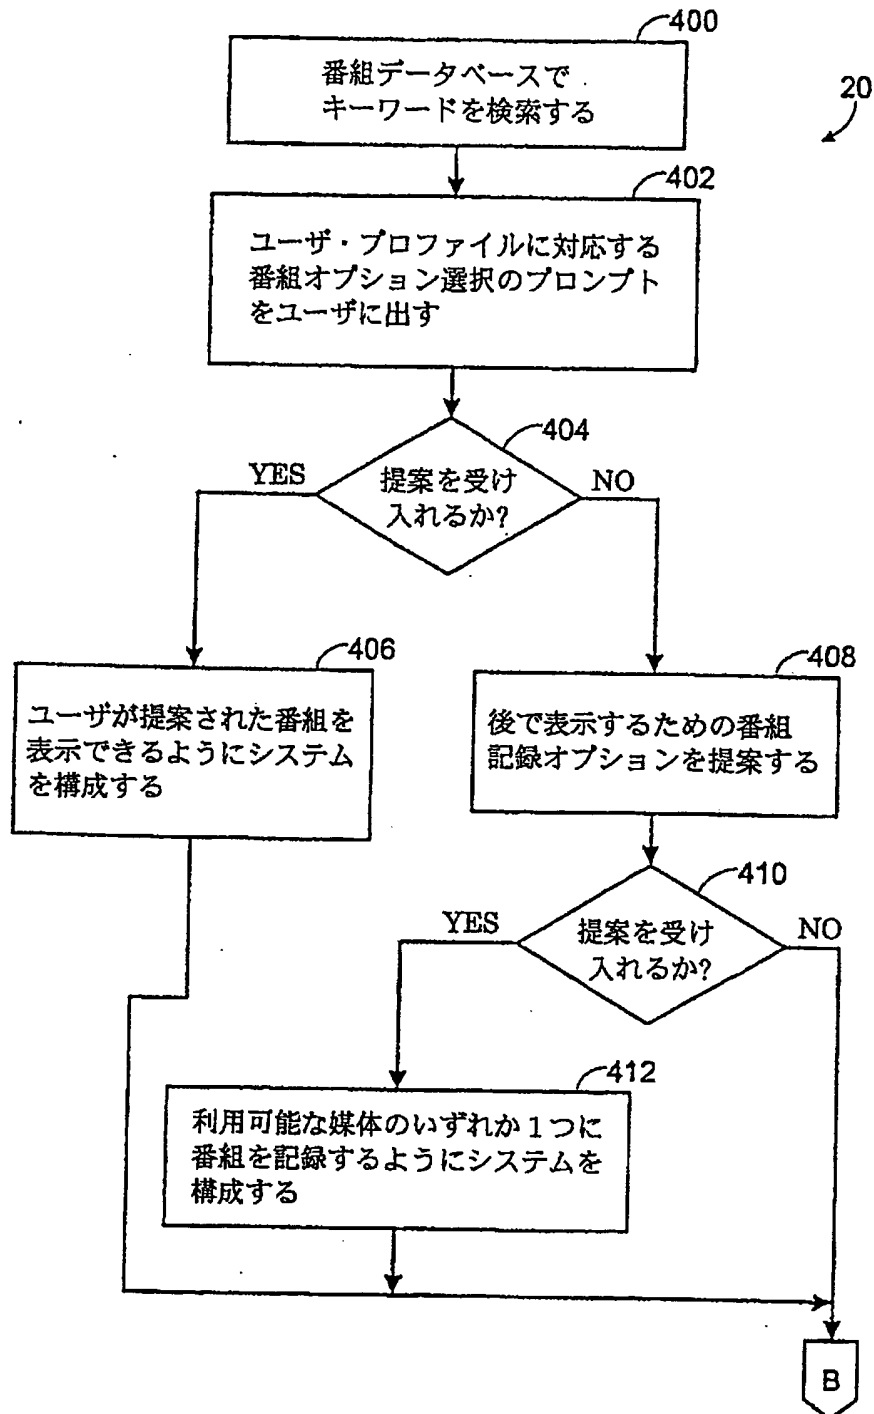 400
番組データベースで
キーワードを検索する
20
402
ユーザ・プロファイルに対応する
番組オプション選択のプロンプト
をユーザに出す
404
YES
提案を受け
入れるか?
NO
406
ユーザが提案された番組を
表示できるようにシステム
を構成する
408
後で表示するための番組
記録オプションを提案する
410
YES
提案を受け
入れるか?
NO
412
利用可能な媒体のいずれか1つに
番組を記録するようにシステムを
構成する
B